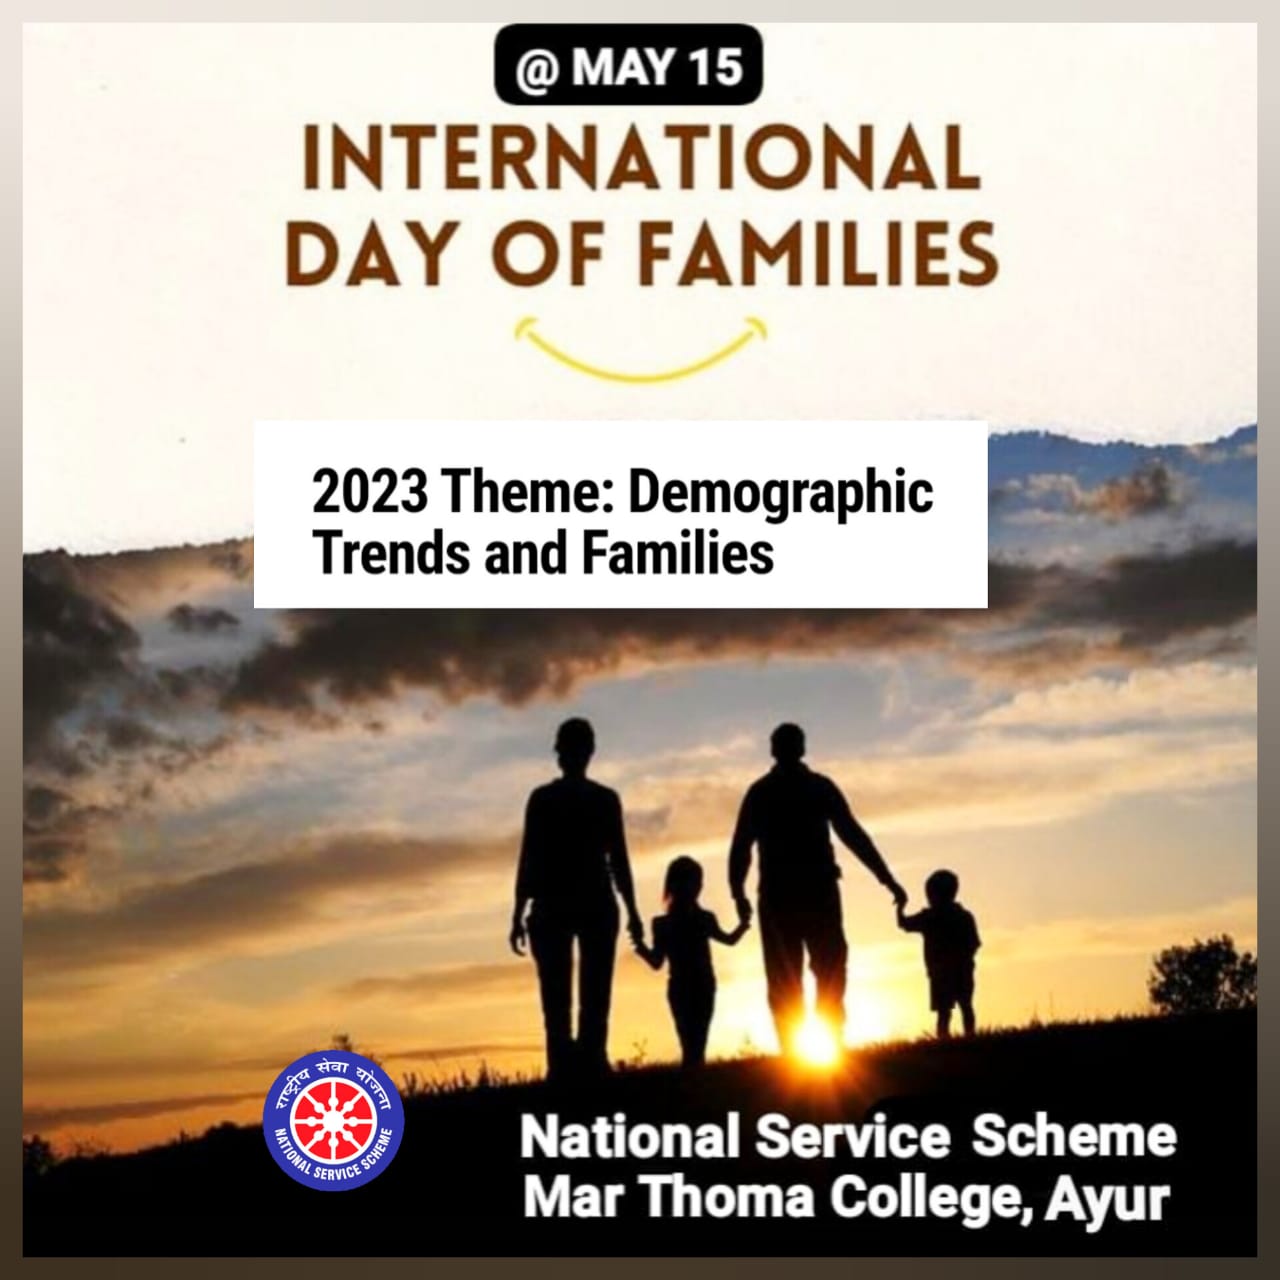 @ MAY 15
INTERNATIONAL
DAY OF FAMILIES
2023 Theme: Demographic
Trends and Families
राष्ट्रीय सेवा योजना
NATIONAL SERVICE SCHEME
National Service Scheme
Mar Thoma College, Ayur